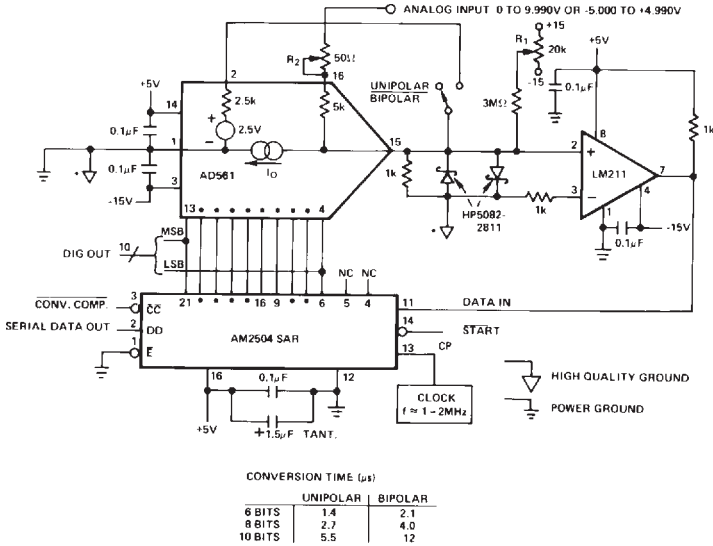 ANALOG INPUT 0 TO 9.990V OR -5.000 TO +4.990V
R2 50Ω
16
+15
R1
20k
-15
+5V
2
UNIPOLAR
BIPOLAR
+5V
14
2.5k
5k
3MΩ
0.1μF
1k
0.1μF
+
2.5V
-
1
15
8
2
+
LM211
7
0.1μF
IO
AD561
1k
3
-
4
-15V
3
HP5082-
2811
1k
1
-15V
0.1μF
13
4
MSB
DIG OUT 10
LSB
NC NC
CONV. COMP. 3
CC
21 16 9 6 5 4
11
DATA IN
SERIAL DATA OUT 2
DO
AM2504 SAR
14
START
1
E
13
CP
16
12
0.1μF
+5V
+1.5μF TANT.
CLOCK
f ≈ 1-2MHz
HIGH QUALITY GROUND
POWER GROUND
CONVERSION TIME (μs)
UNIPOLAR BIPOLAR
6 BITS 1.4 2.1
8 BITS 2.7 4.0
10 BITS 5.5 12